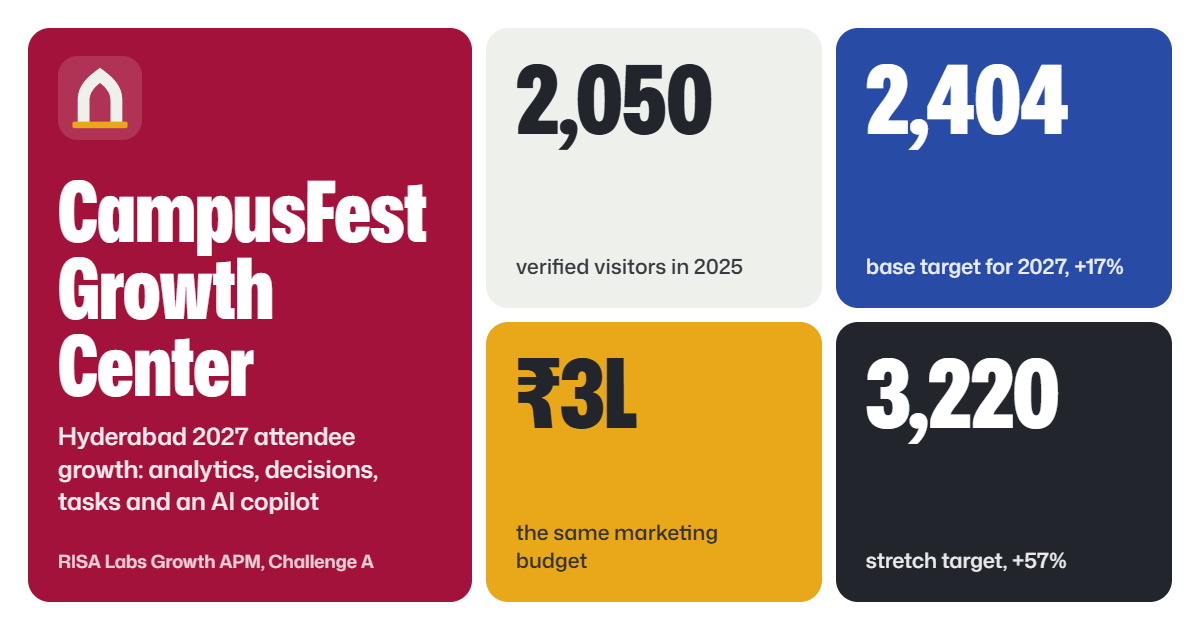 CampusFest
Growth
Center
Hyderabad 2027 attendee
growth: analytics, decisions,
tasks and an AI copilot
RISA Labs Growth APM, Challenge A
2,050
verified visitors in 2025
2,404
base target for 2027, +17%
₹3L
the same marketing
budget
3,220
stretch target, +57%